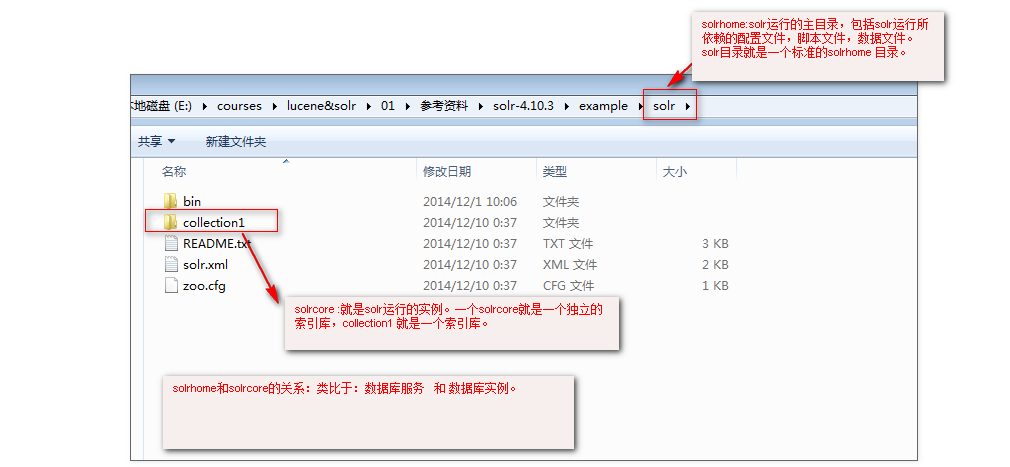 solrhome:solr运行的主目录，包括solr运行所
依赖的配置文件，脚本文件，数据文件。
solr目录就是一个标准的solrhome 目录。
本地磁盘 (E:) courses lucene&solr 01 参考资料 solr-4.10.3 example solr
共享 新建文件夹
名称 修改日期 类型 大小
bin 2014/12/1 10:06 文件夹
collection1 2014/12/10 0:37 文件夹
README.txt 2014/12/10 0:37 TXT 文件 3 KB
solr.xml 2014/12/10 0:37 XML 文件 2 KB
zoo.cfg 2014/12/10 0:37 CFG 文件 1 KB
solrcore :就是solr运行的实例。一个solrcore就是一个独立的
索引库，collection1 就是一个索引库。
solrhome和solrcore的关系：类比于：数据库服务 和 数据库实例。